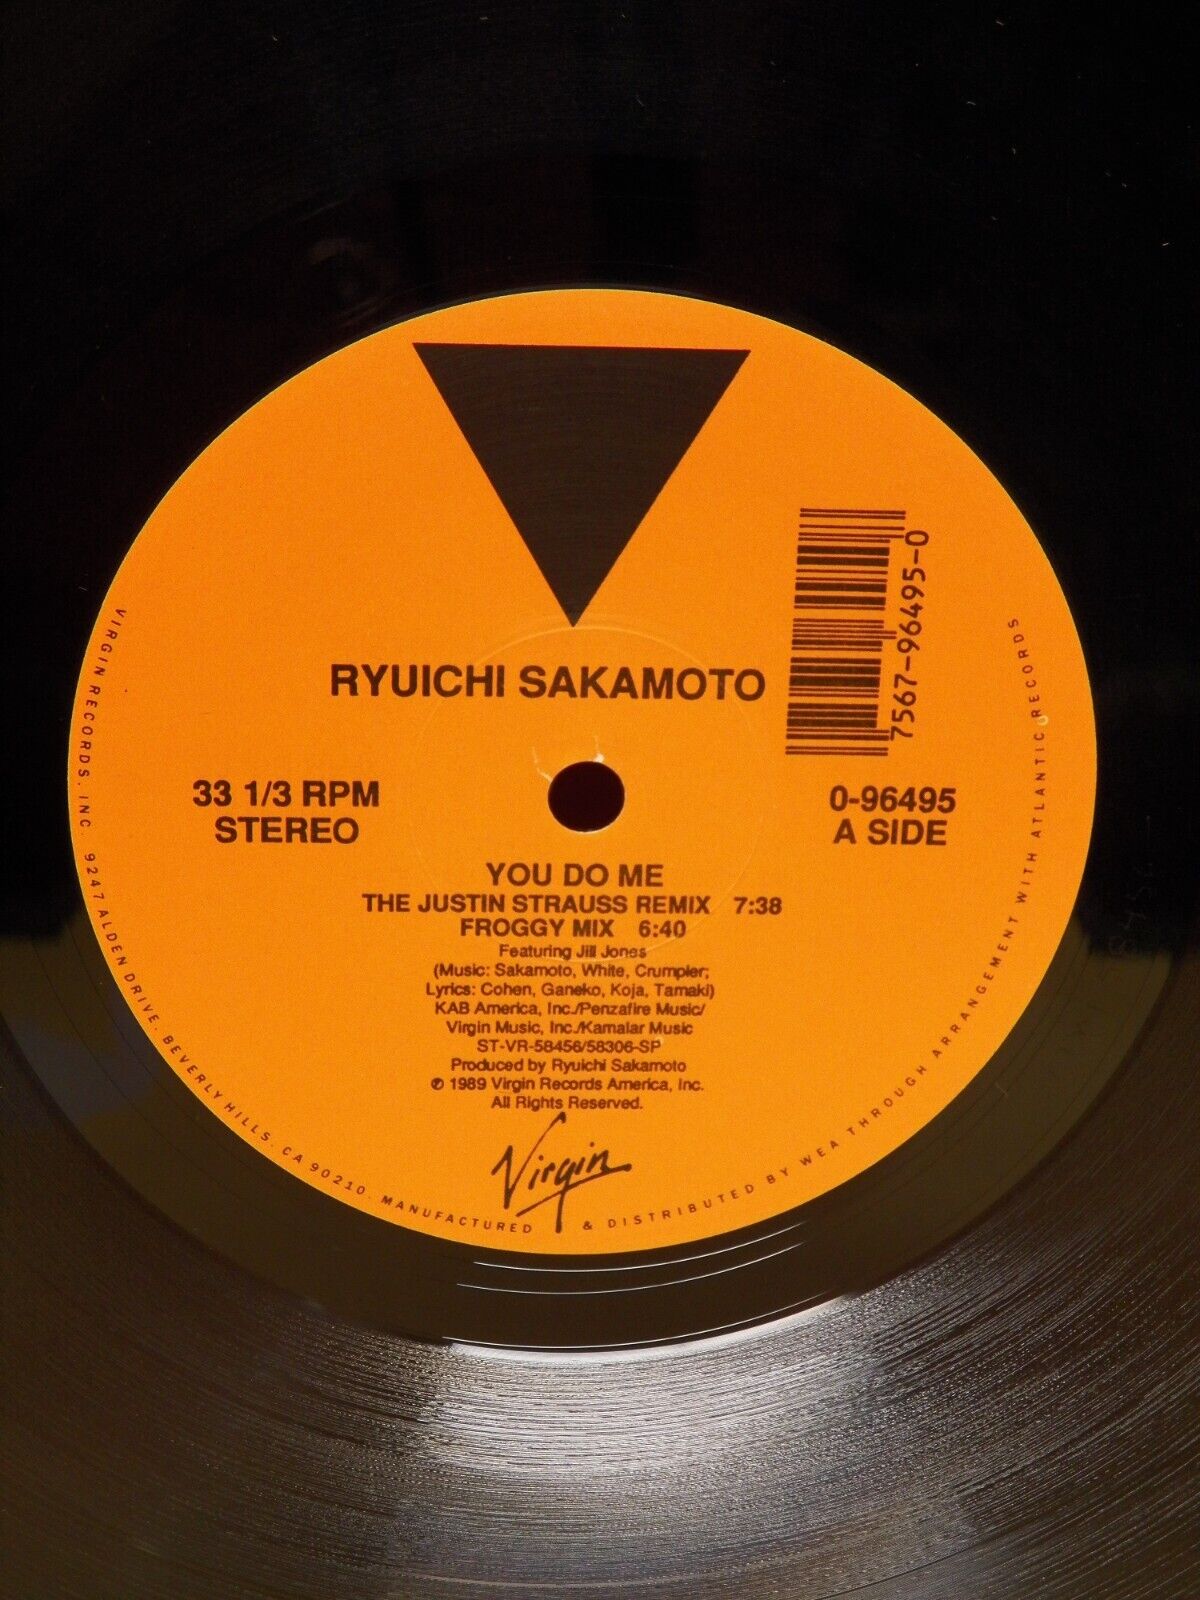 RYUICHI SAKAMOTO
7567-96495-0
33 1/3 RPM
STEREO
0-96495
A SIDE
YOU DO ME
THE JUSTIN STRAUSS REMIX 7:38
FROGGY MIX 6:40
Featuring Jill Jones
(Music: Sakamoto, White, Crumpler;
Lyrics: Cohen, Ganeko, Koja, Tamaki)
KAB America, Inc./Penzafire Music/
Virgin Music, Inc./Kamalar Music
ST-VR-58456/58306-SP
Produced by Ryuichi Sakamoto
℗ 1989 Virgin Records America, Inc.
All Rights Reserved.
Virgin
VIRGIN RECORDS, INC. 9247 ALDEN DRIVE, BEVERLY HILLS, CA 90210. MANUFACTURED & DISTRIBUTED BY WEA THROUGH ARRANGEMENT WITH ATLANTIC RECORDS